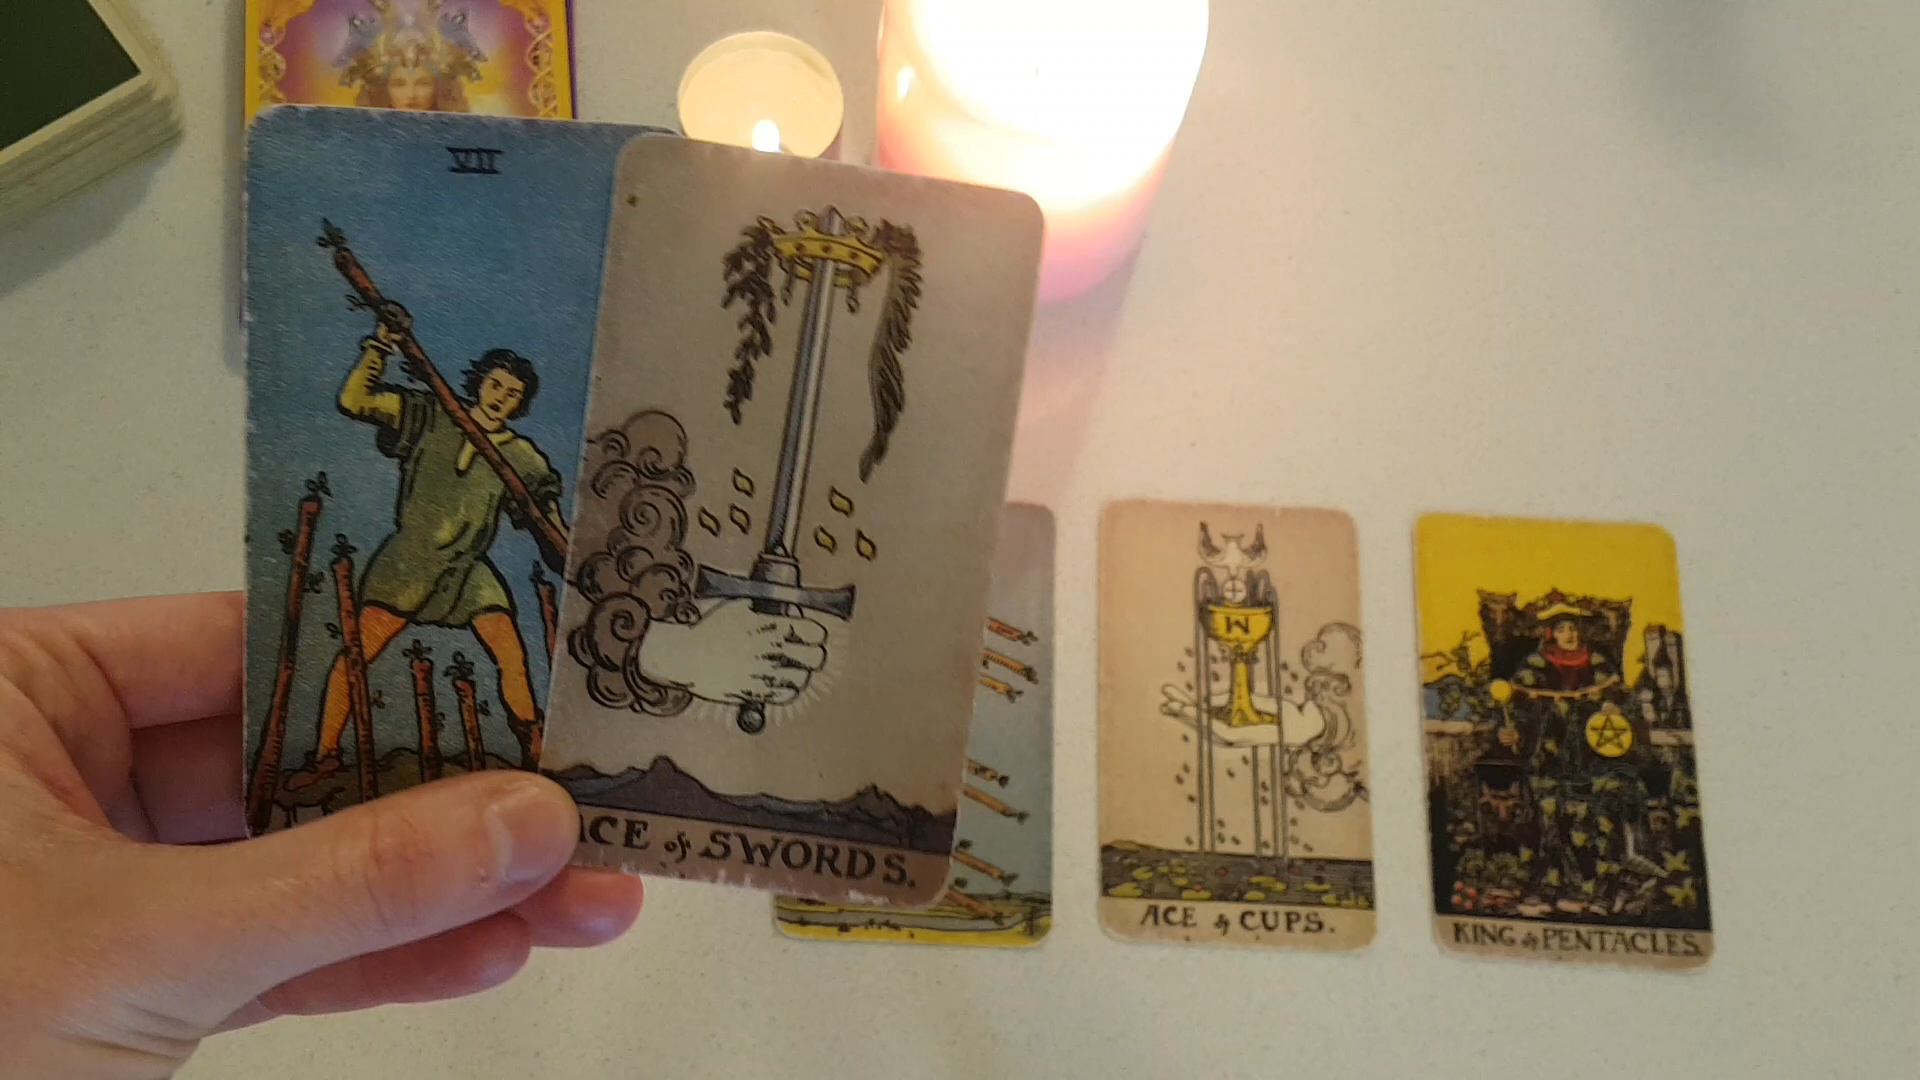 VII
ACE of SWORDS.
ACE of CUPS.
W
KING of PENTACLES.